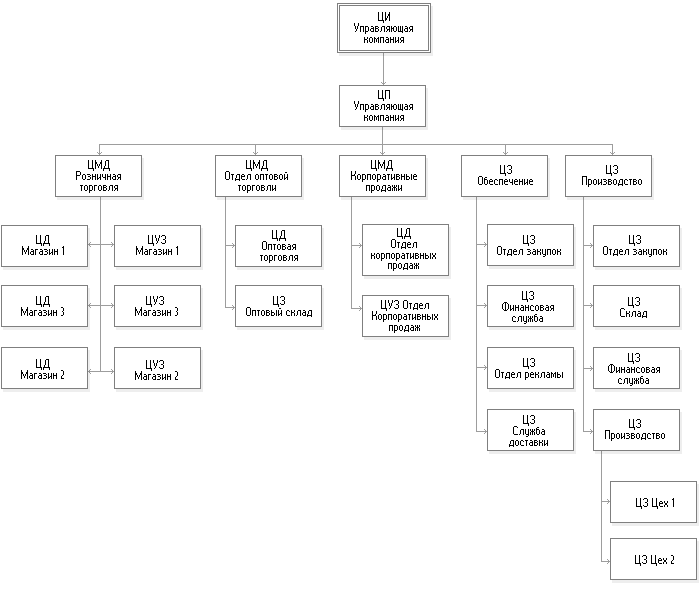 ЦИ
Управляющая
компания
ЦП
Управляющая
компания
ЦМД
Розничная
торговля
ЦМД
Отдел оптовой
торговли
ЦМД
Корпоративные
продажи
ЦЗ
Обеспечение
ЦЗ
Производство
ЦД
Магазин 1
ЦУЗ
Магазин 1
ЦД
Оптовая
торговля
ЦД
Отдел
корпоративных
продаж
ЦЗ
Отдел закупок
ЦЗ
Отдел закупок
ЦД
Магазин 3
ЦУЗ
Магазин 3
ЦЗ
Оптовый склад
ЦУЗ Отдел
Корпоративных
продаж
ЦЗ
Финансовая
служба
ЦЗ
Склад
ЦД
Магазин 2
ЦУЗ
Магазин 2
ЦЗ
Отдел рекламы
ЦЗ
Финансовая
служба
ЦЗ
Служба
доставки
ЦЗ
Производство
ЦЗ Цех 1
ЦЗ Цех 2